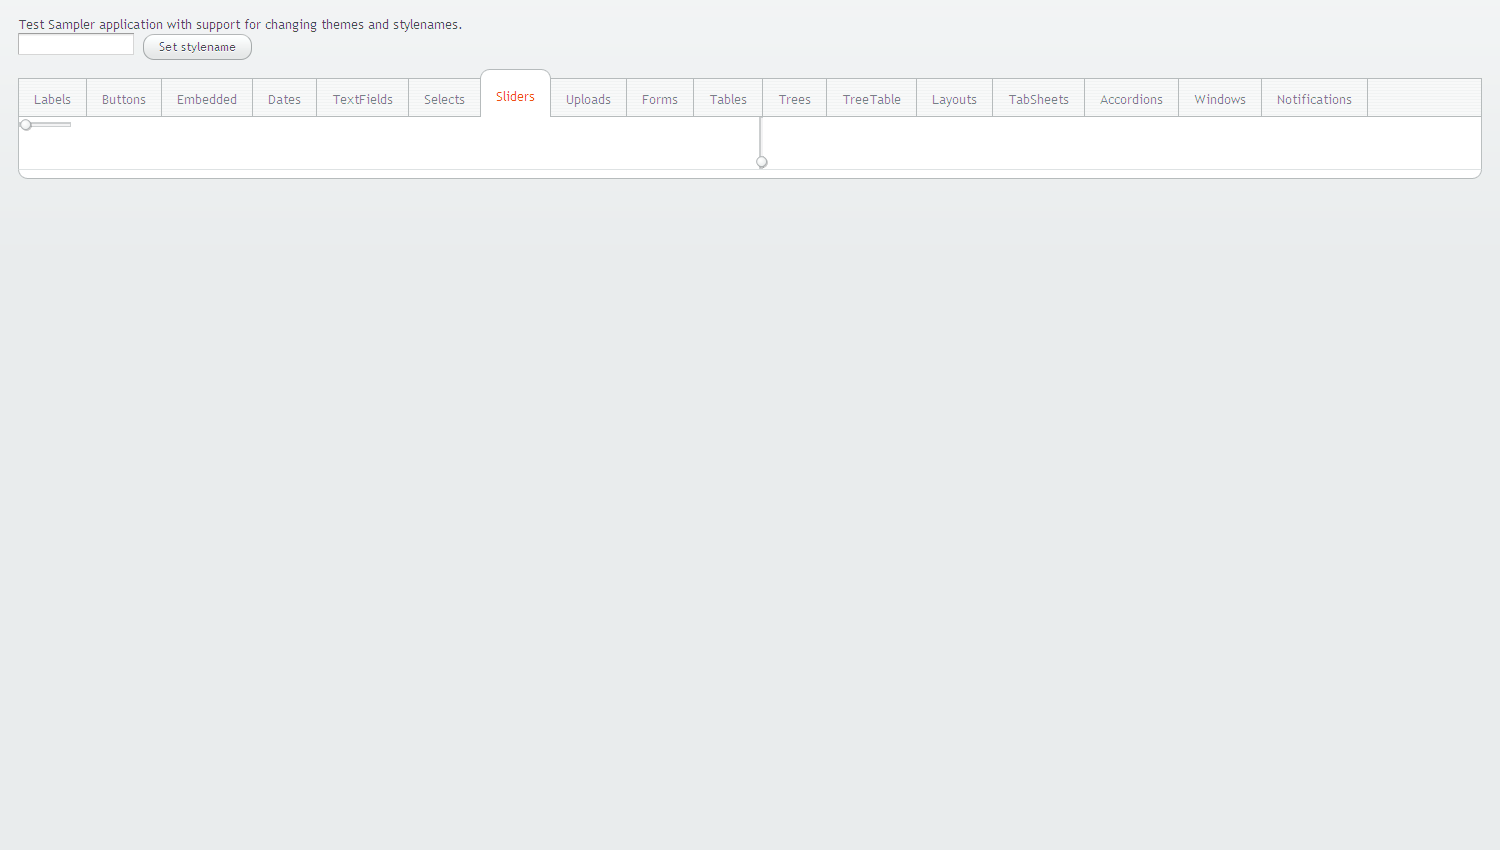 Test Sampler application with support for changing themes and stylenames.
Set stylename
Labels Buttons Embedded Dates TextFields Selects Sliders Uploads Forms Tables Trees TreeTable Layouts TabSheets Accordions Windows Notifications